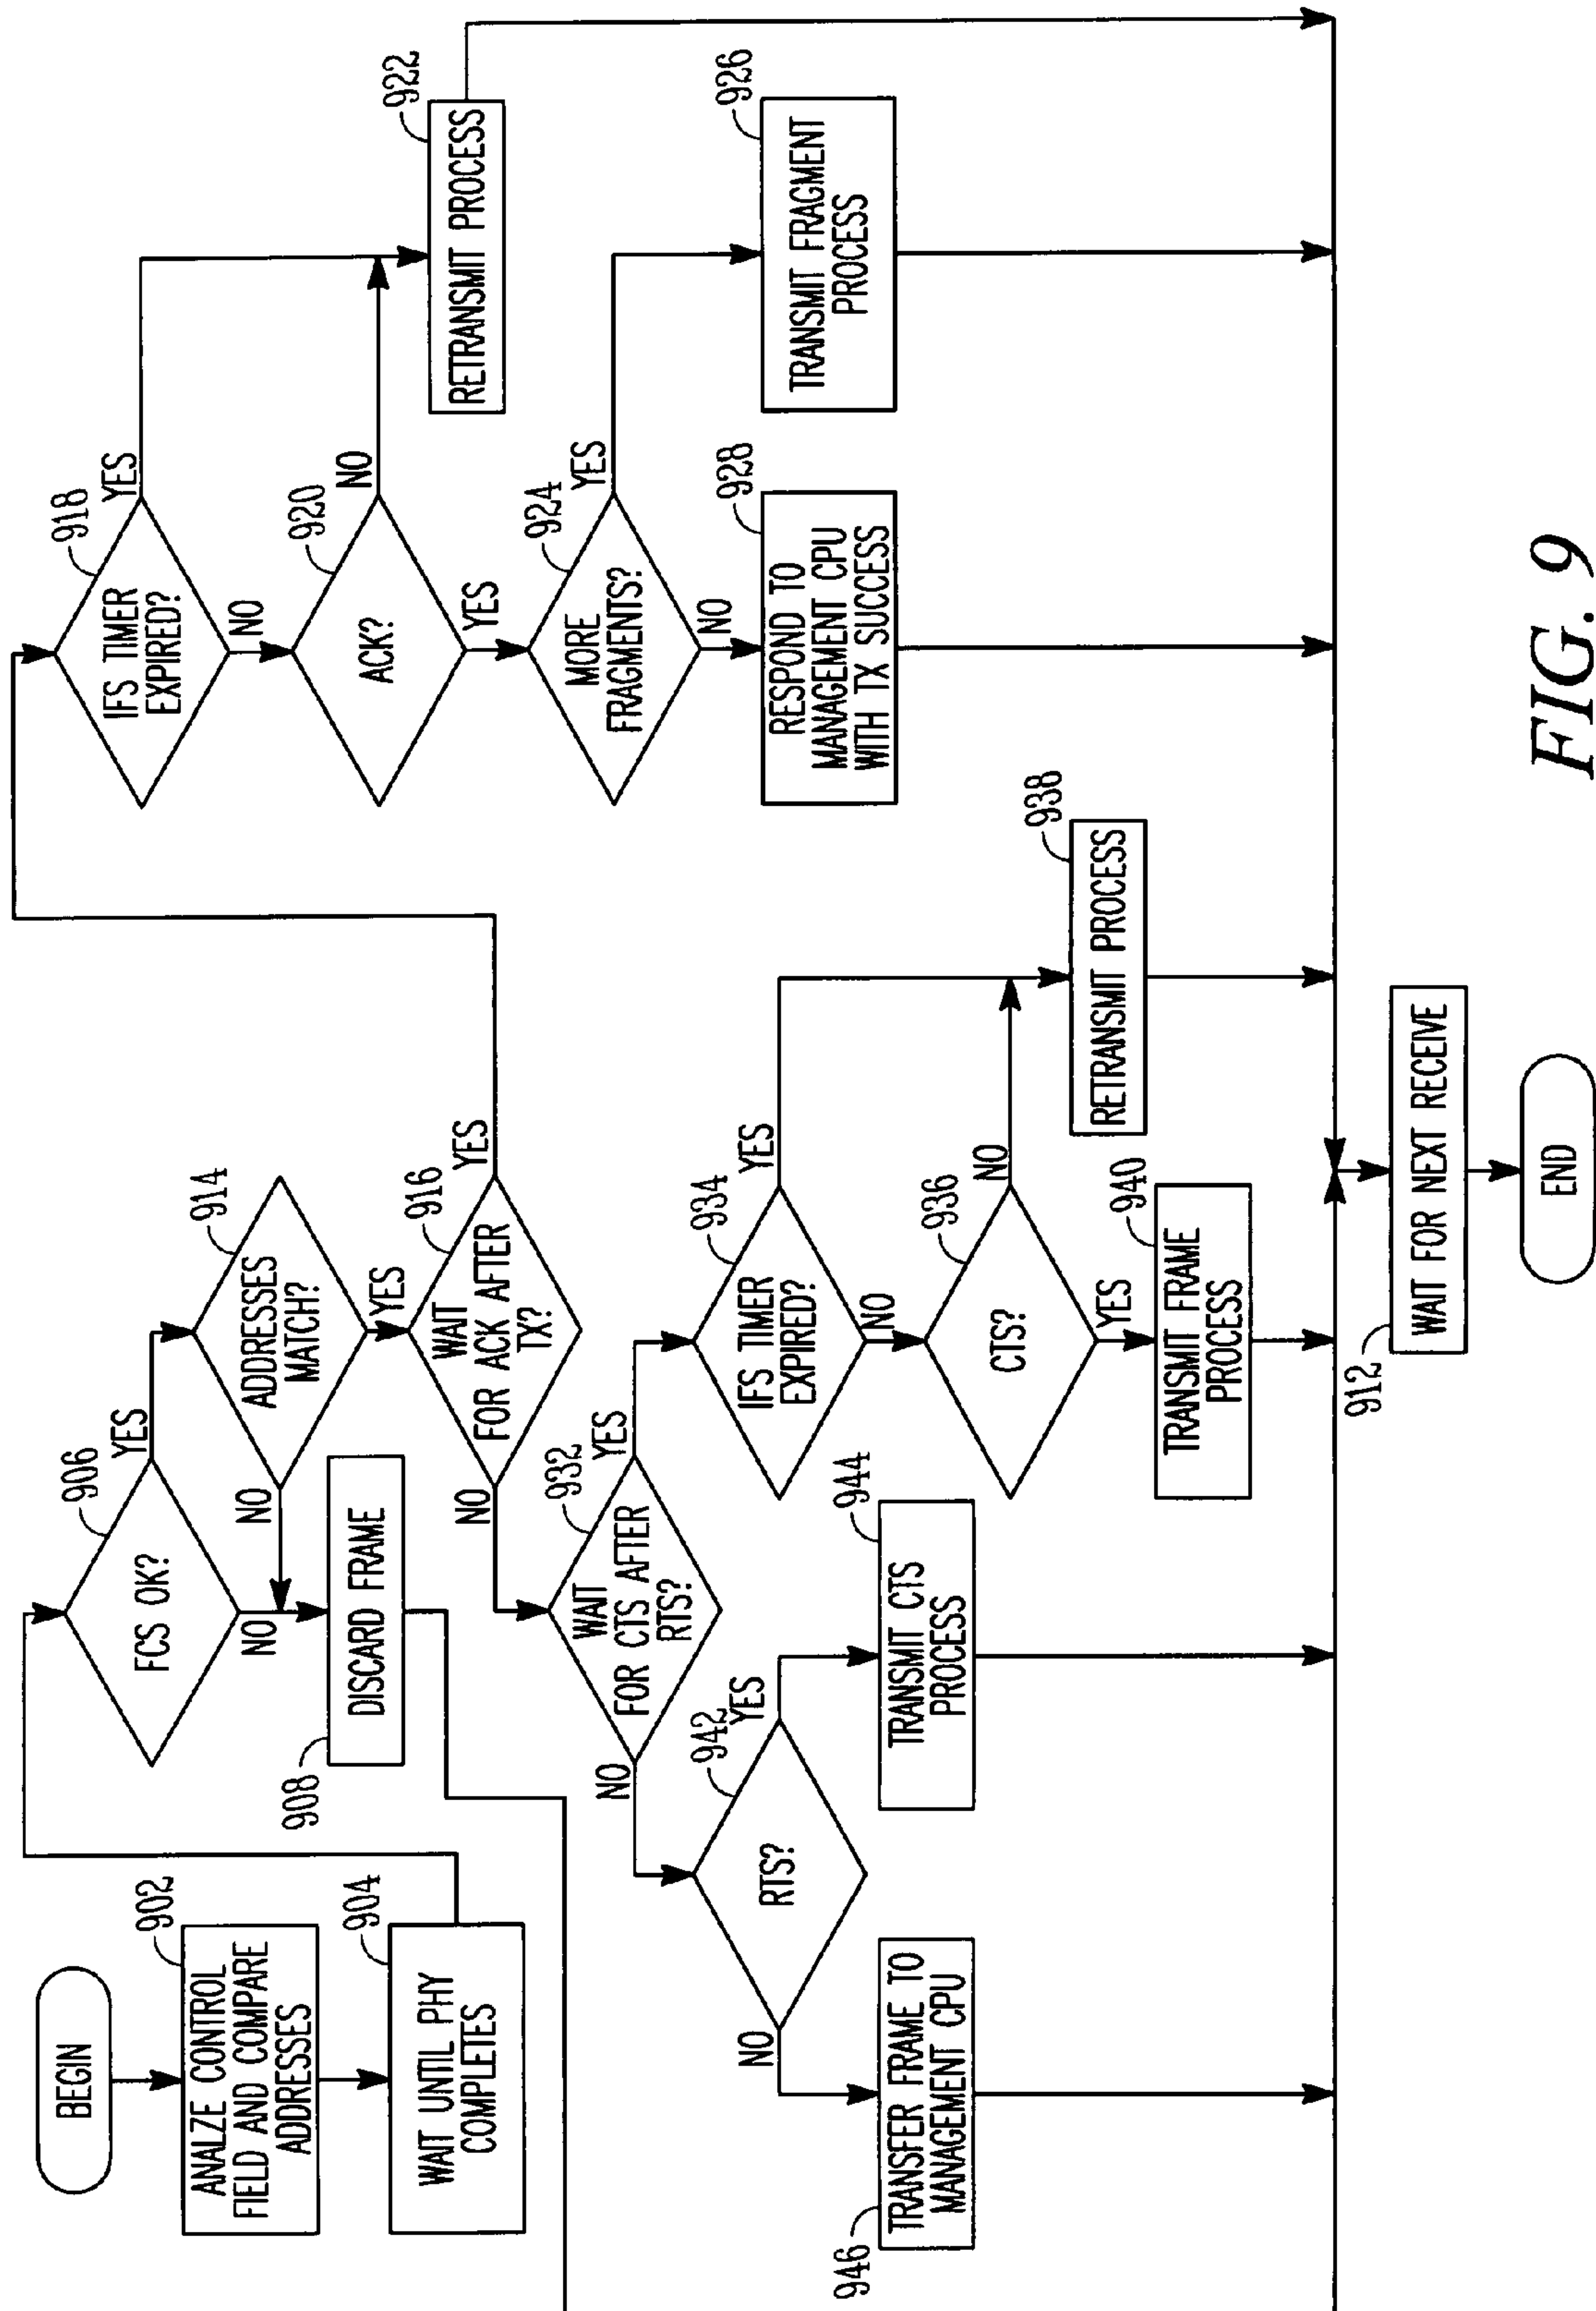 BEGIN
902
ANALZE CONTROL
FIELD AND COMPARE
ADDRESSES
904
WAIT UNTIL PHY
COMPLETES
906
FCS OK?
YES
NO
908
DISCARD FRAME
914
ADDRESSES
MATCH?
NO
YES
916
WAIT
FOR ACK AFTER
TX?
YES
NO
918
IFS TIMER
EXPIRED?
YES
NO
920
ACK?
NO
YES
922
RETRANSMIT PROCESS
924
MORE
FRAGMENTS?
YES
NO
926
TRANSMIT FRAGMENT
PROCESS
928
RESPOND TO
MANAGEMENT CPU
WITH TX SUCCESS
932
WAIT
FOR CTS AFTER
RTS?
YES
NO
934
IFS TIMER
EXPIRED?
YES
NO
936
CTS?
NO
YES
938
RETRANSMIT PROCESS
940
TRANSMIT FRAME
PROCESS
942
RTS?
YES
NO
944
TRANSMIT CTS
PROCESS
946
TRANSFER FRAME TO
MANAGEMENT CPU
912
WAIT FOR NEXT RECEIVE
END
FIG. 9